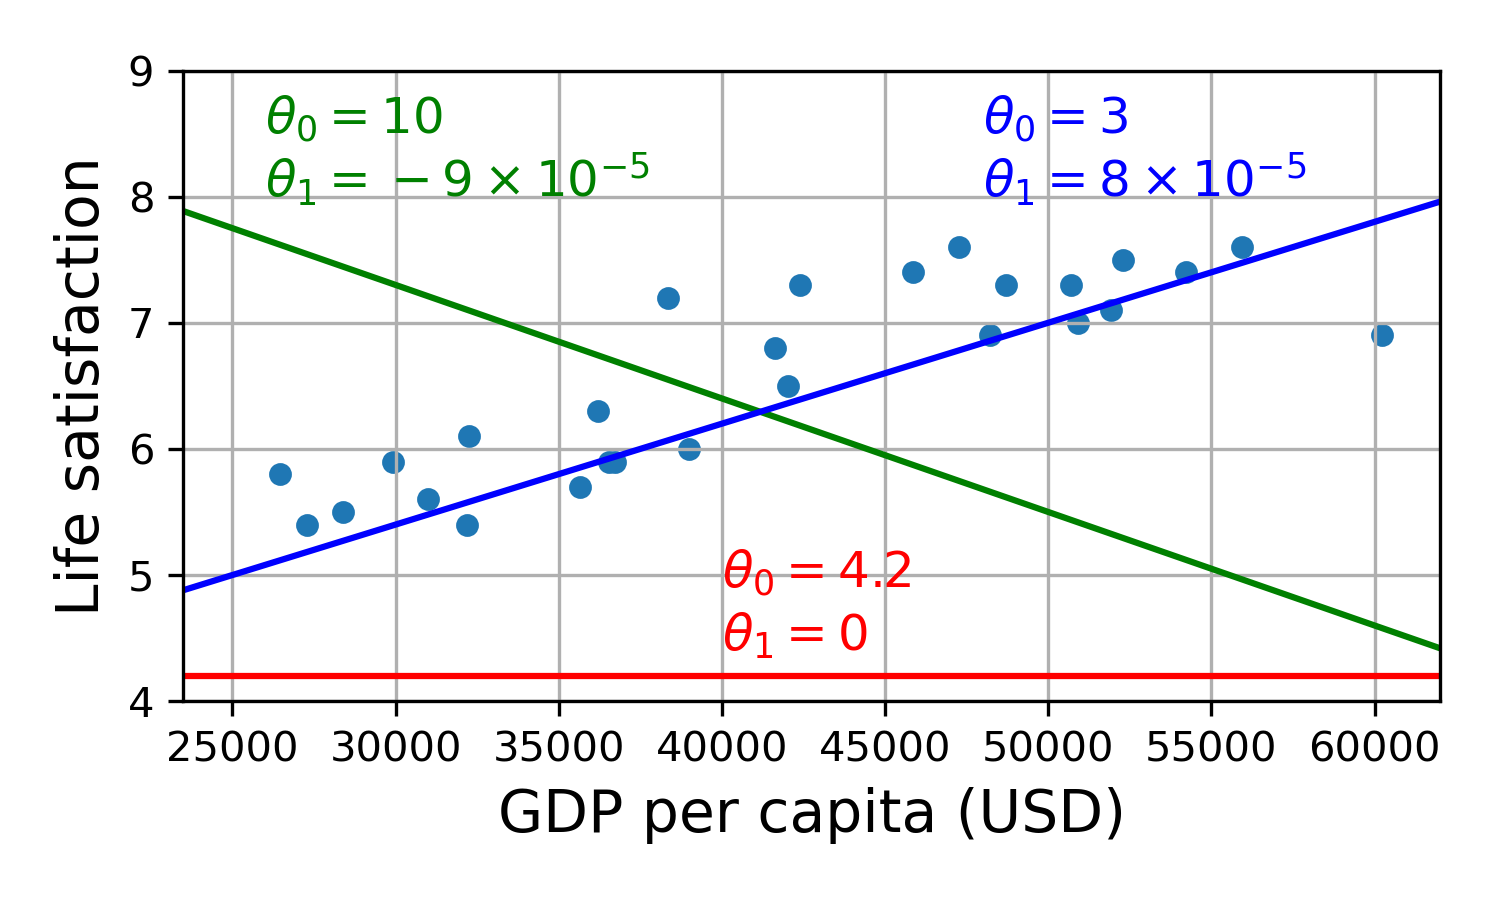 θ₀ = 10
θ₁ = −9 × 10⁻⁵
θ₀ = 3
θ₁ = 8 × 10⁻⁵
θ₀ = 4.2
θ₁ = 0
Life satisfaction
9
8
7
6
5
4
25000 30000 35000 40000 45000 50000 55000 60000
GDP per capita (USD)